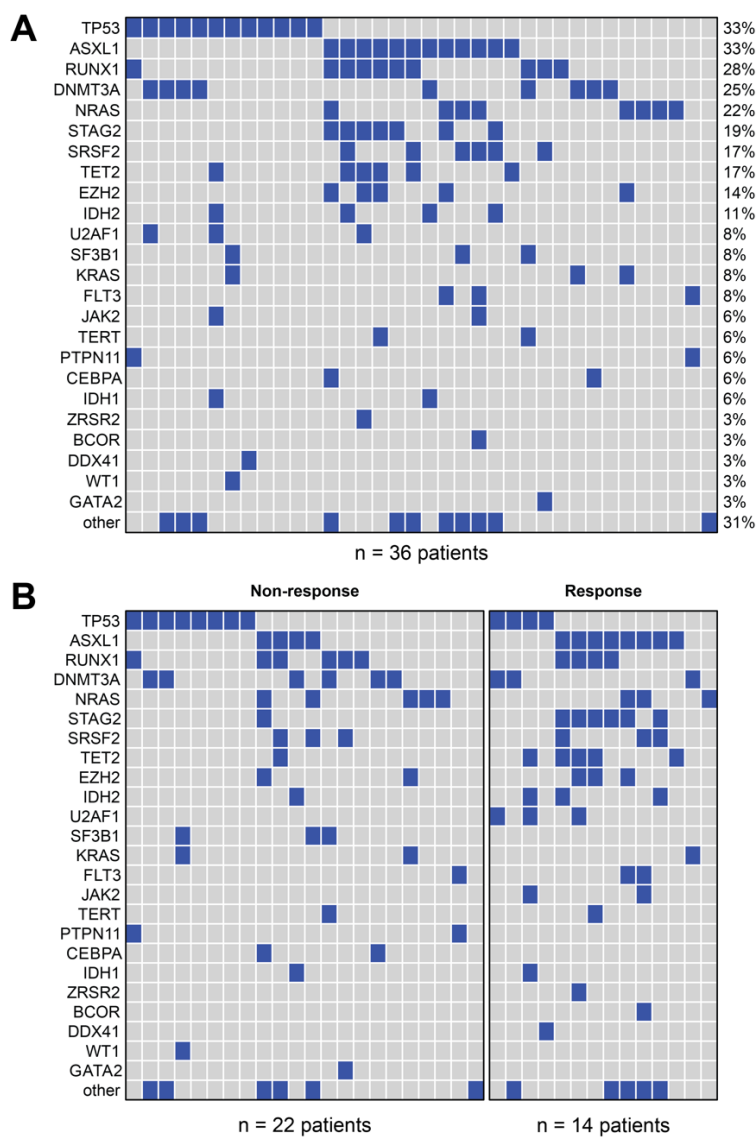 A
TP53 33%
ASXL1 33%
RUNX1 28%
DNMT3A 25%
NRAS 22%
STAG2 19%
SRSF2 17%
TET2 17%
EZH2 14%
IDH2 11%
U2AF1 8%
SF3B1 8%
KRAS 8%
FLT3 8%
JAK2 6%
TERT 6%
PTPN11 6%
CEBPA 6%
IDH1 6%
ZRSR2 3%
BCOR 3%
DDX41 3%
WT1 3%
GATA2 3%
other 31%
n = 36 patients
B
Non-response Response
TP53
ASXL1
RUNX1
DNMT3A
NRAS
STAG2
SRSF2
TET2
EZH2
IDH2
U2AF1
SF3B1
KRAS
FLT3
JAK2
TERT
PTPN11
CEBPA
IDH1
ZRSR2
BCOR
DDX41
WT1
GATA2
other
n = 22 patients n = 14 patients